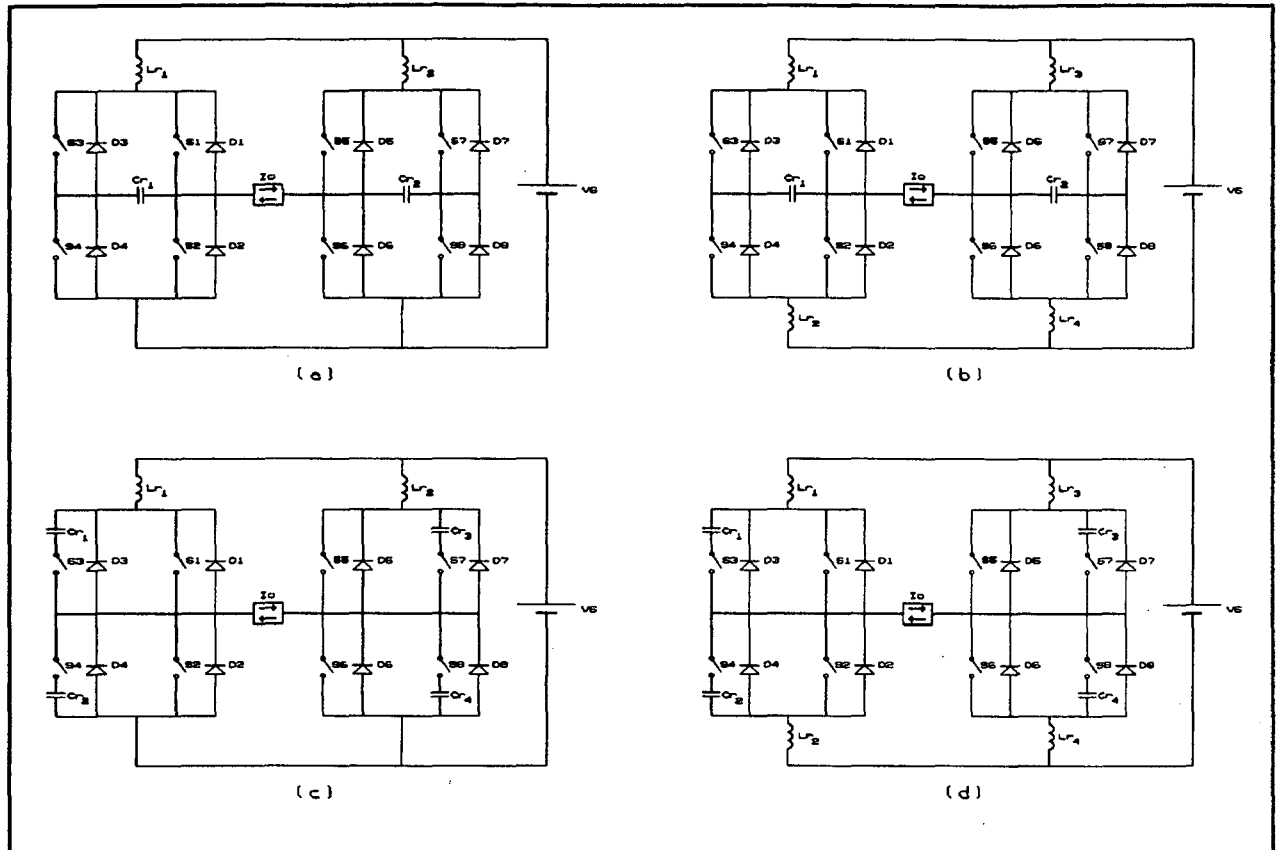 Lr1 Lr2
S3 D3 S1 D1 S5 D5 S7 D7
Cr1 Io Cr2 VG
S4 D4 S2 D2 S6 D6 S8 D8
(a)
Lr1 Lr3
S3 D3 S1 D1 S5 D5 S7 D7
Cr1 Io Cr2 VG
S4 D4 S2 D2 S6 D6 S8 D8
Lr2 Lr4
(b)
Lr1 Lr2
Cr1 Cr3
S3 D3 S1 D1 S5 D5 S7 D7
Io VG
S4 D4 S2 D2 S6 D6 S8 D8
Cr2 Cr4
(c)
Lr1 Lr3
Cr1 Cr3
S3 D3 S1 D1 S5 D5 S7 D7
Io VG
S4 D4 S2 D2 S6 D6 S8 D8
Cr2 Cr4
Lr2 Lr4
(d)